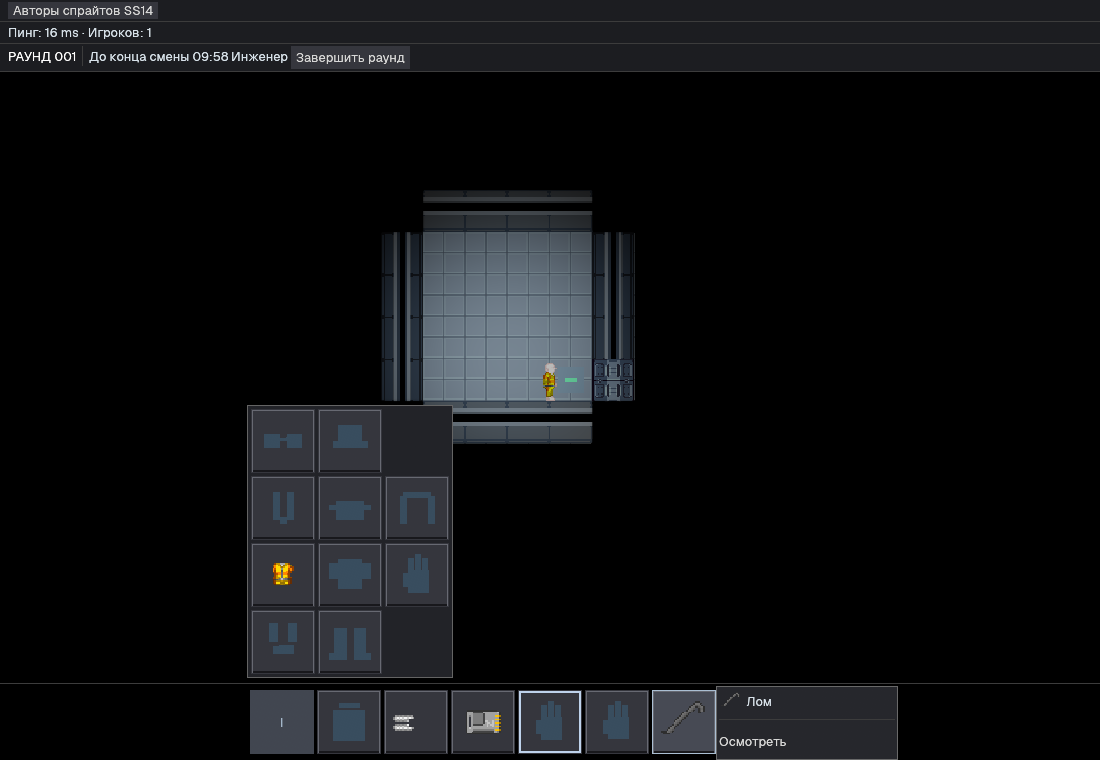 Авторы спрайтов SS14
Пинг: 16 ms · Игроков: 1
РАУНД 001 До конца смены 09:58 Инженер Завершить раунд
I
Лом
Осмотреть